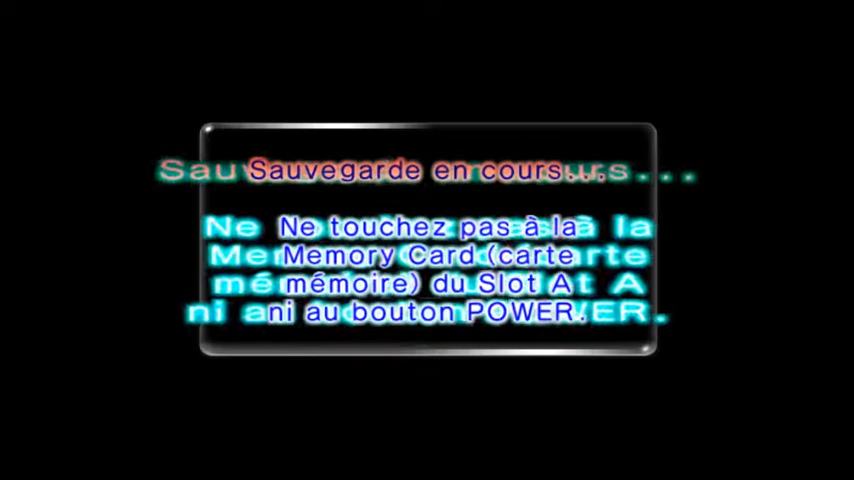 Sauvegarde en cours...
Ne touchez pas à la
Memory Card (carte
mémoire) du Slot A
ni au bouton POWER.